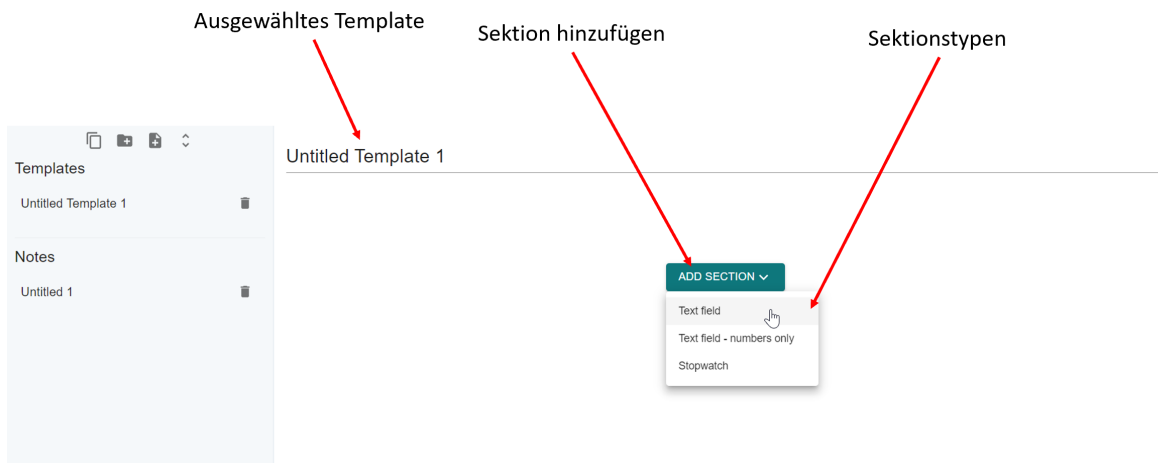 Ausgewähltes Template
Sektion hinzufügen
Sektionstypen
Templates
Untitled Template 1
Notes
Untitled 1
Untitled Template 1
ADD SECTION
Text field
Text field - numbers only
Stopwatch